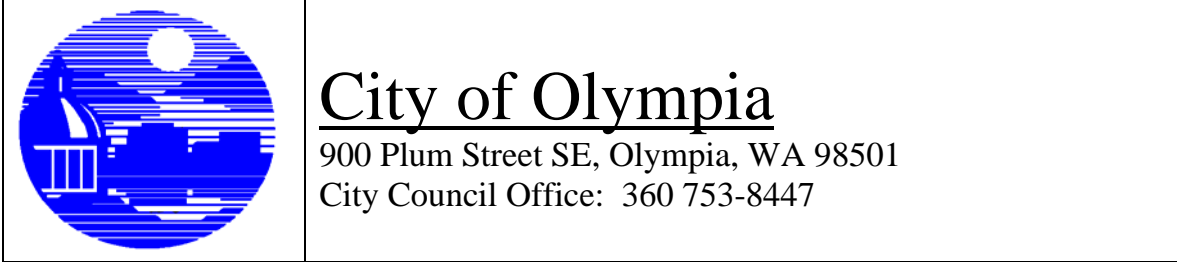 City of Olympia
900 Plum Street SE, Olympia, WA 98501
City Council Office:  360 753-8447